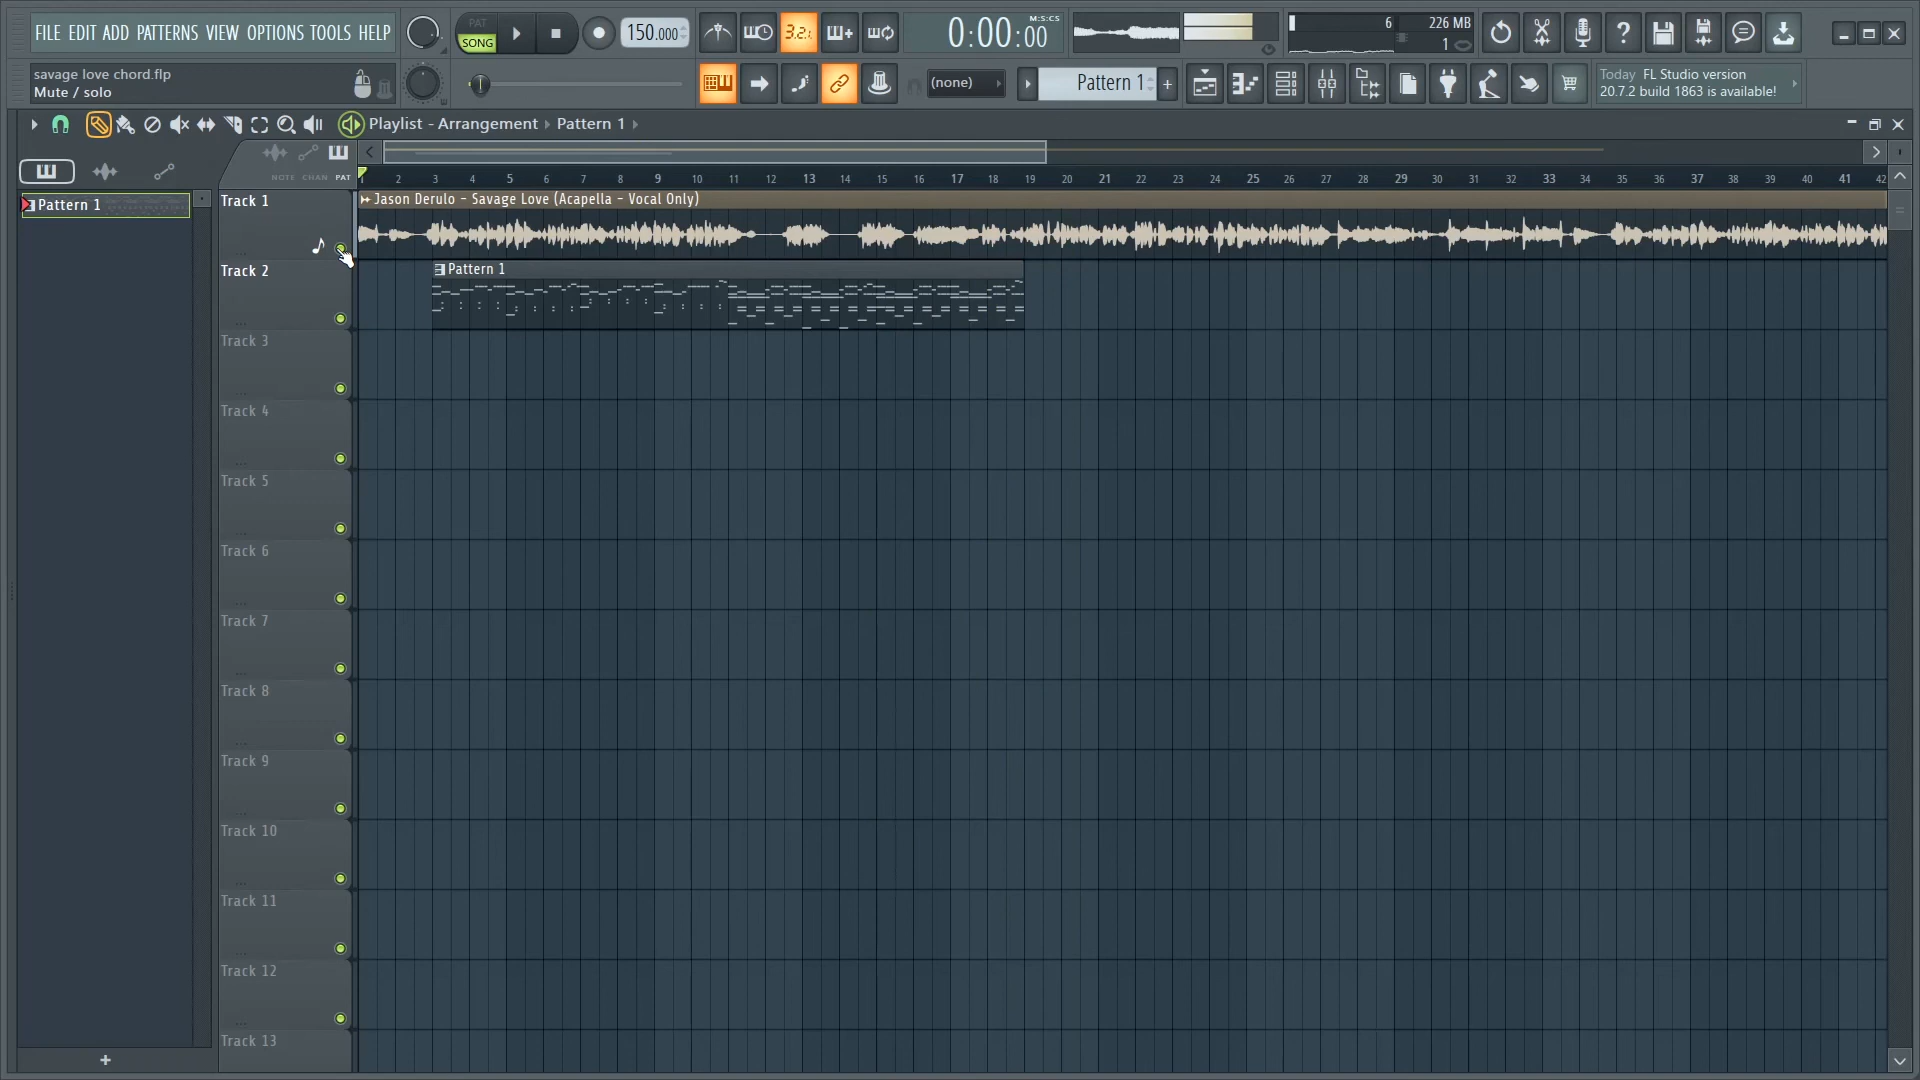 FILE EDIT ADD PATTERNS VIEW OPTIONS TOOLS HELP
PAT
SONG
150.000
3.2.
0:00:00
M:S:CS
6
226 MB
1
savage love chord.flp
Mute / solo
(none)
Pattern 1
+
Today FL Studio version
20.7.2 build 1863 is available!
Playlist - Arrangement › Pattern 1 ›
NOTE CHAN PAT
1 2 3 4 5 6 7 8 9 10 11 12 13 14 15 16 17 18 19 20 21 22 23 24 25 26 27 28 29 30 31 32 33 34 35 36 37 38 39 40 41 42
Pattern 1
Track 1
Jason Derulo - Savage Love (Acapella - Vocal Only)
Track 2
Pattern 1
Track 3
Track 4
Track 5
Track 6
Track 7
Track 8
Track 9
Track 10
Track 11
Track 12
Track 13
+